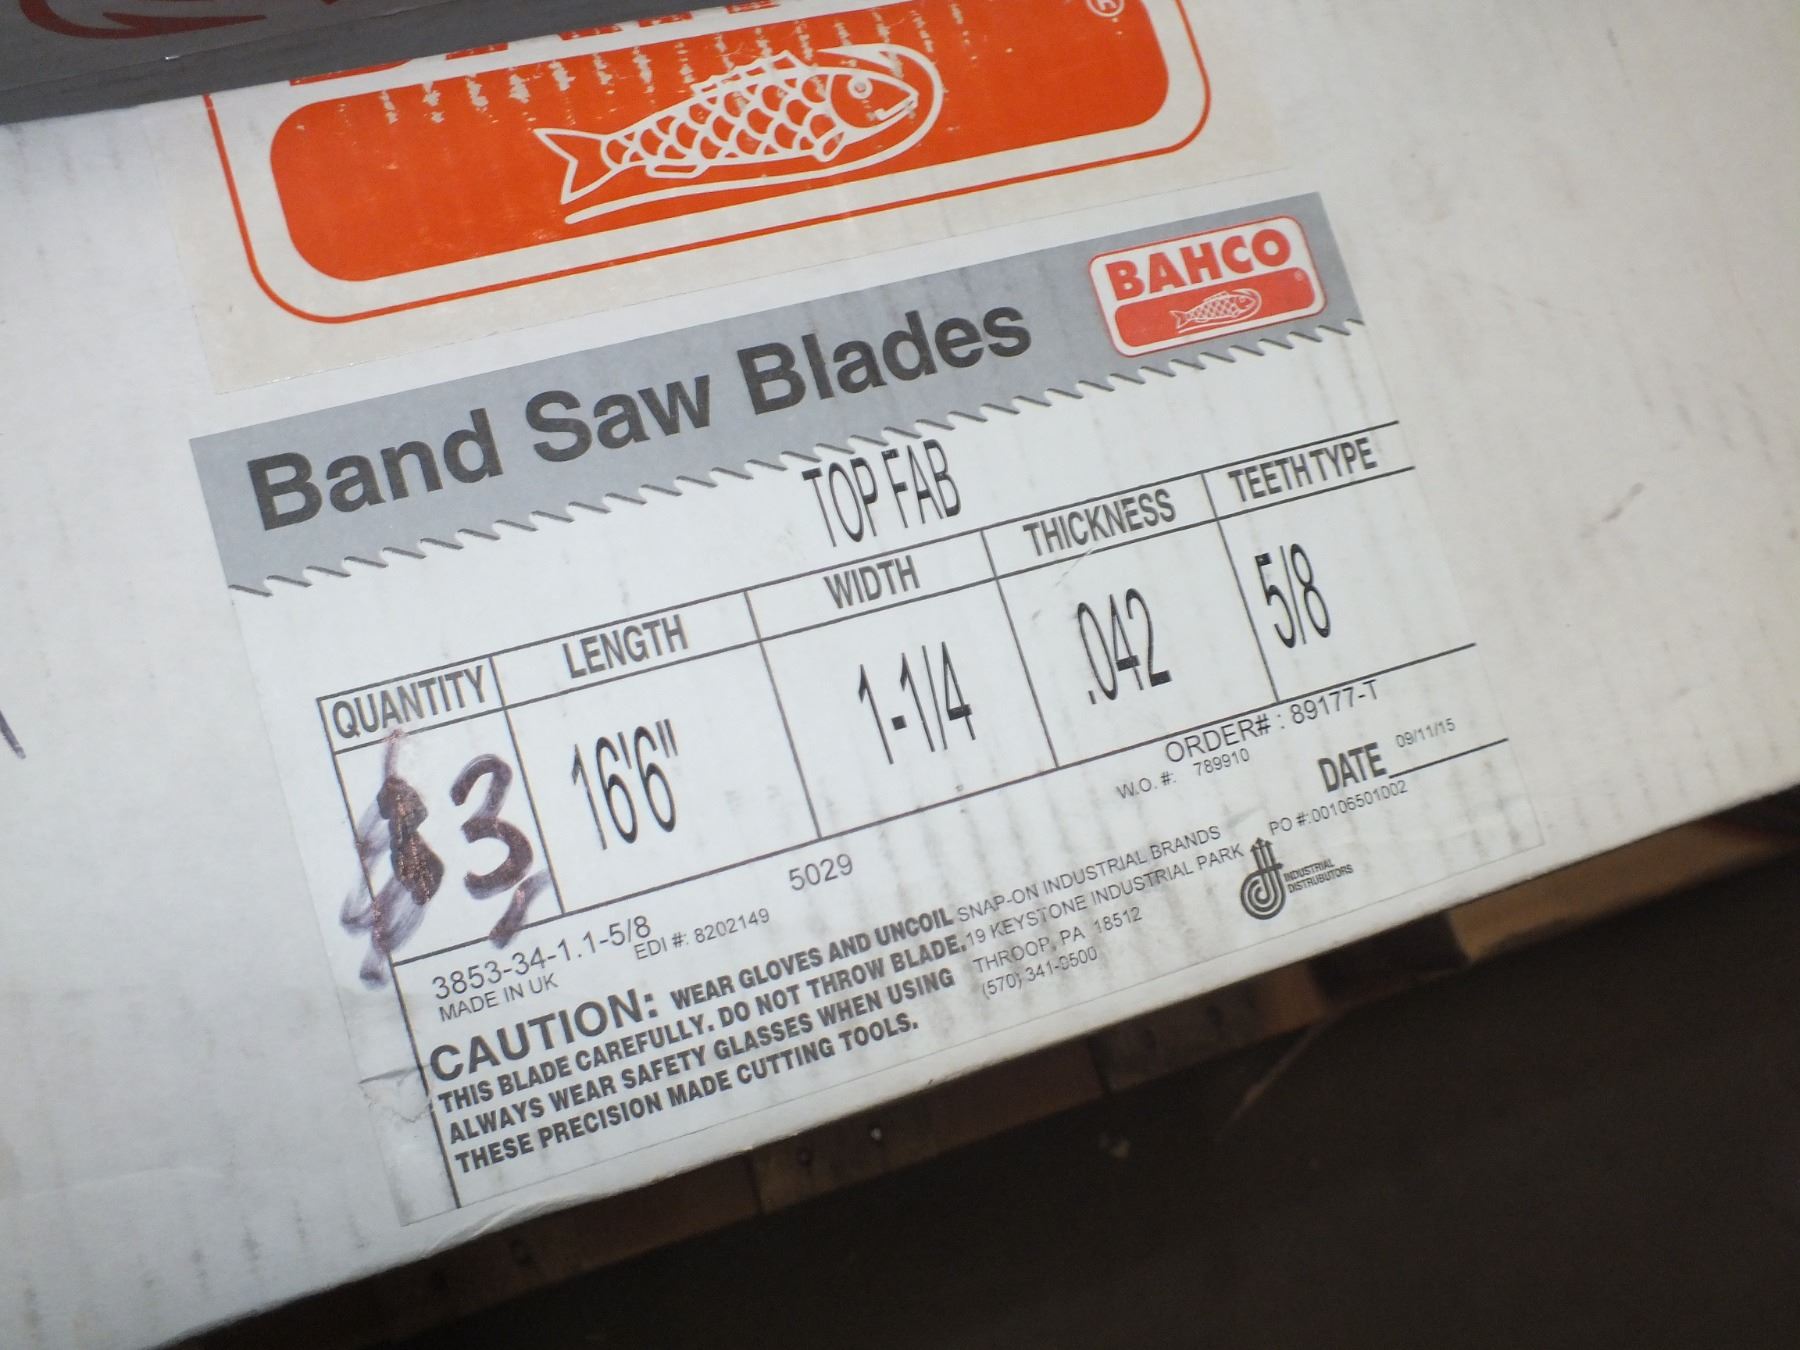 ®
Band Saw Blades
BAHCO
TOP FAB
QUANTITY LENGTH WIDTH THICKNESS TEETH TYPE
3 16'6" 1-1/4 .042 5/8
ORDER# : 89177-T
W.O. #: 789910
DATE 09/11/15
PO #:00106501002
5029
3853-34-1.1-5/8
EDI #: 8202149
MADE IN UK
CAUTION: WEAR GLOVES AND UNCOIL
THIS BLADE CAREFULLY. DO NOT THROW BLADE.
ALWAYS WEAR SAFETY GLASSES WHEN USING
THESE PRECISION MADE CUTTING TOOLS.
SNAP-ON INDUSTRIAL BRANDS
19 KEYSTONE INDUSTRIAL PARK
THROOP, PA 18512
(570) 341-9500
INDUSTRIAL
DISTRIBUTORS